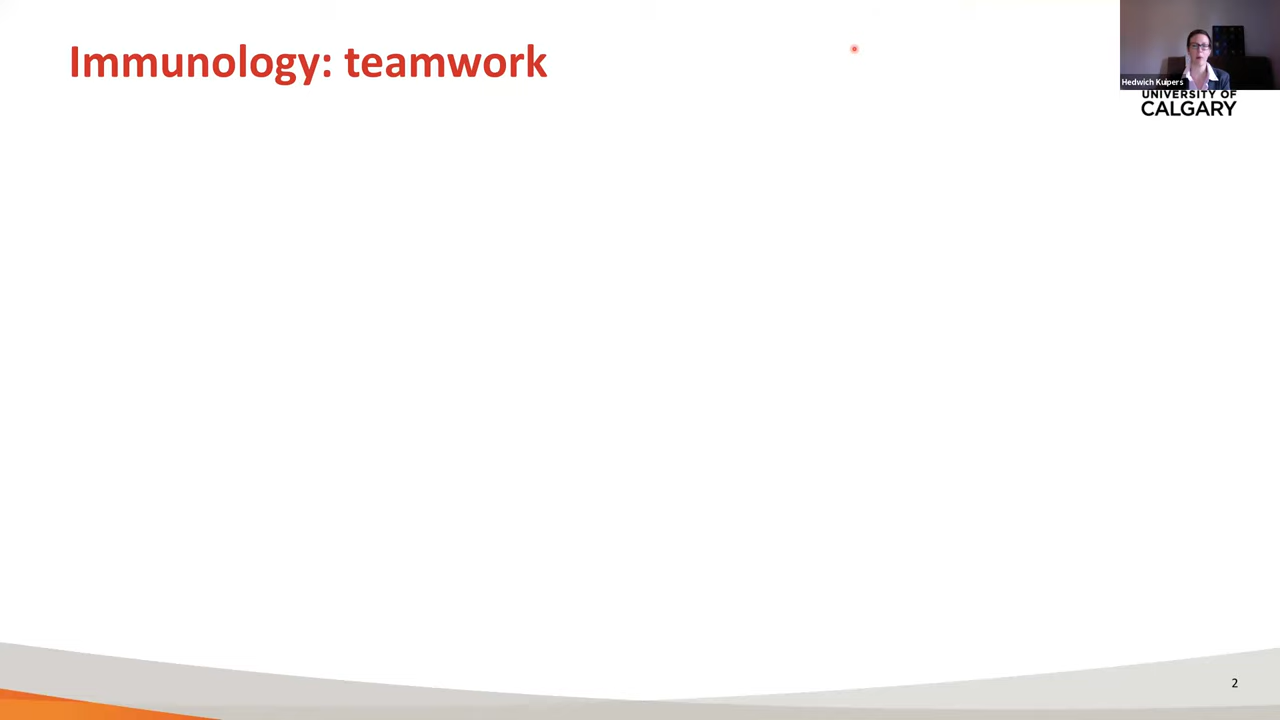 Immunology: teamwork
Hedwich Kuipers
UNIVERSITY OF
CALGARY
2